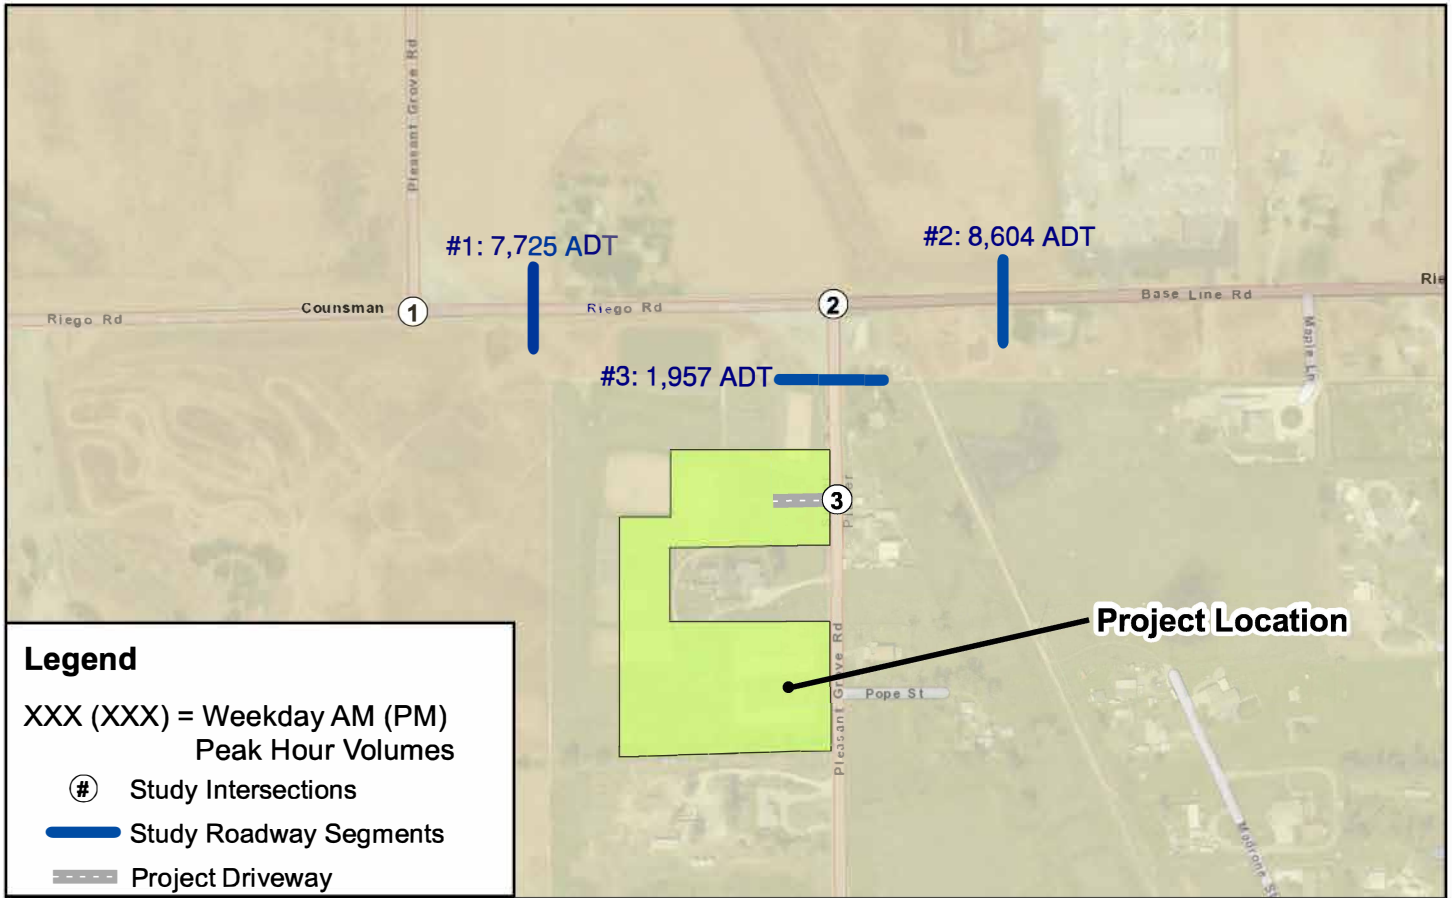 Pleasant Grove Rd
#1: 7,725 ADT
#2: 8,604 ADT
Counsman
1
Riego Rd
Riego Rd
2
Base Line Rd
Maple Ln
#3: 1,957 ADT
3
Project Location
Pope St
Pleasant Grove Rd
Madrone St
Legend
XXX (XXX) = Weekday AM (PM)
Peak Hour Volumes
# Study Intersections
Study Roadway Segments
Project Driveway